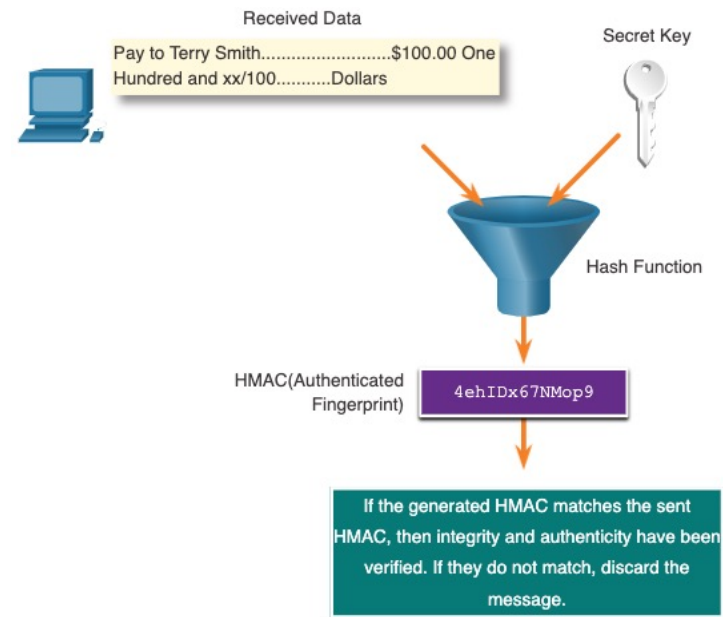 Received Data
Pay to Terry Smith..........................$100.00 One
Hundred and xx/100...........Dollars
Secret Key
Hash Function
HMAC(Authenticated
Fingerprint)
4ehIDx67NMop9
If the generated HMAC matches the sent
HMAC, then integrity and authenticity have been
verified. If they do not match, discard the
message.